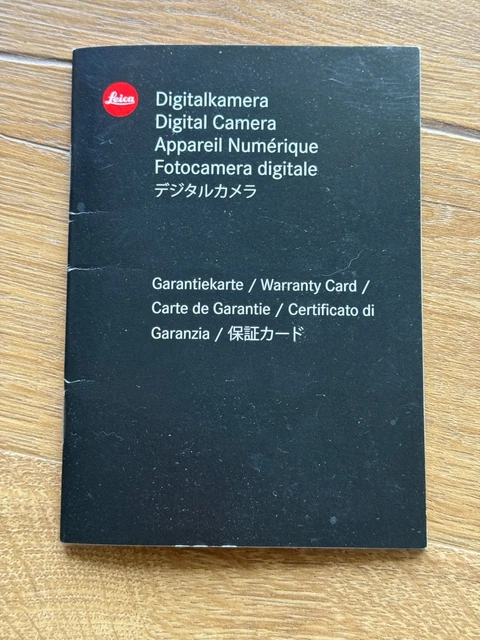 Leica
Digitalkamera
Digital Camera
Appareil Numérique
Fotocamera digitale
デジタルカメラ
Garantiekarte / Warranty Card /
Carte de Garantie / Certificato di
Garanzia / 保証カード